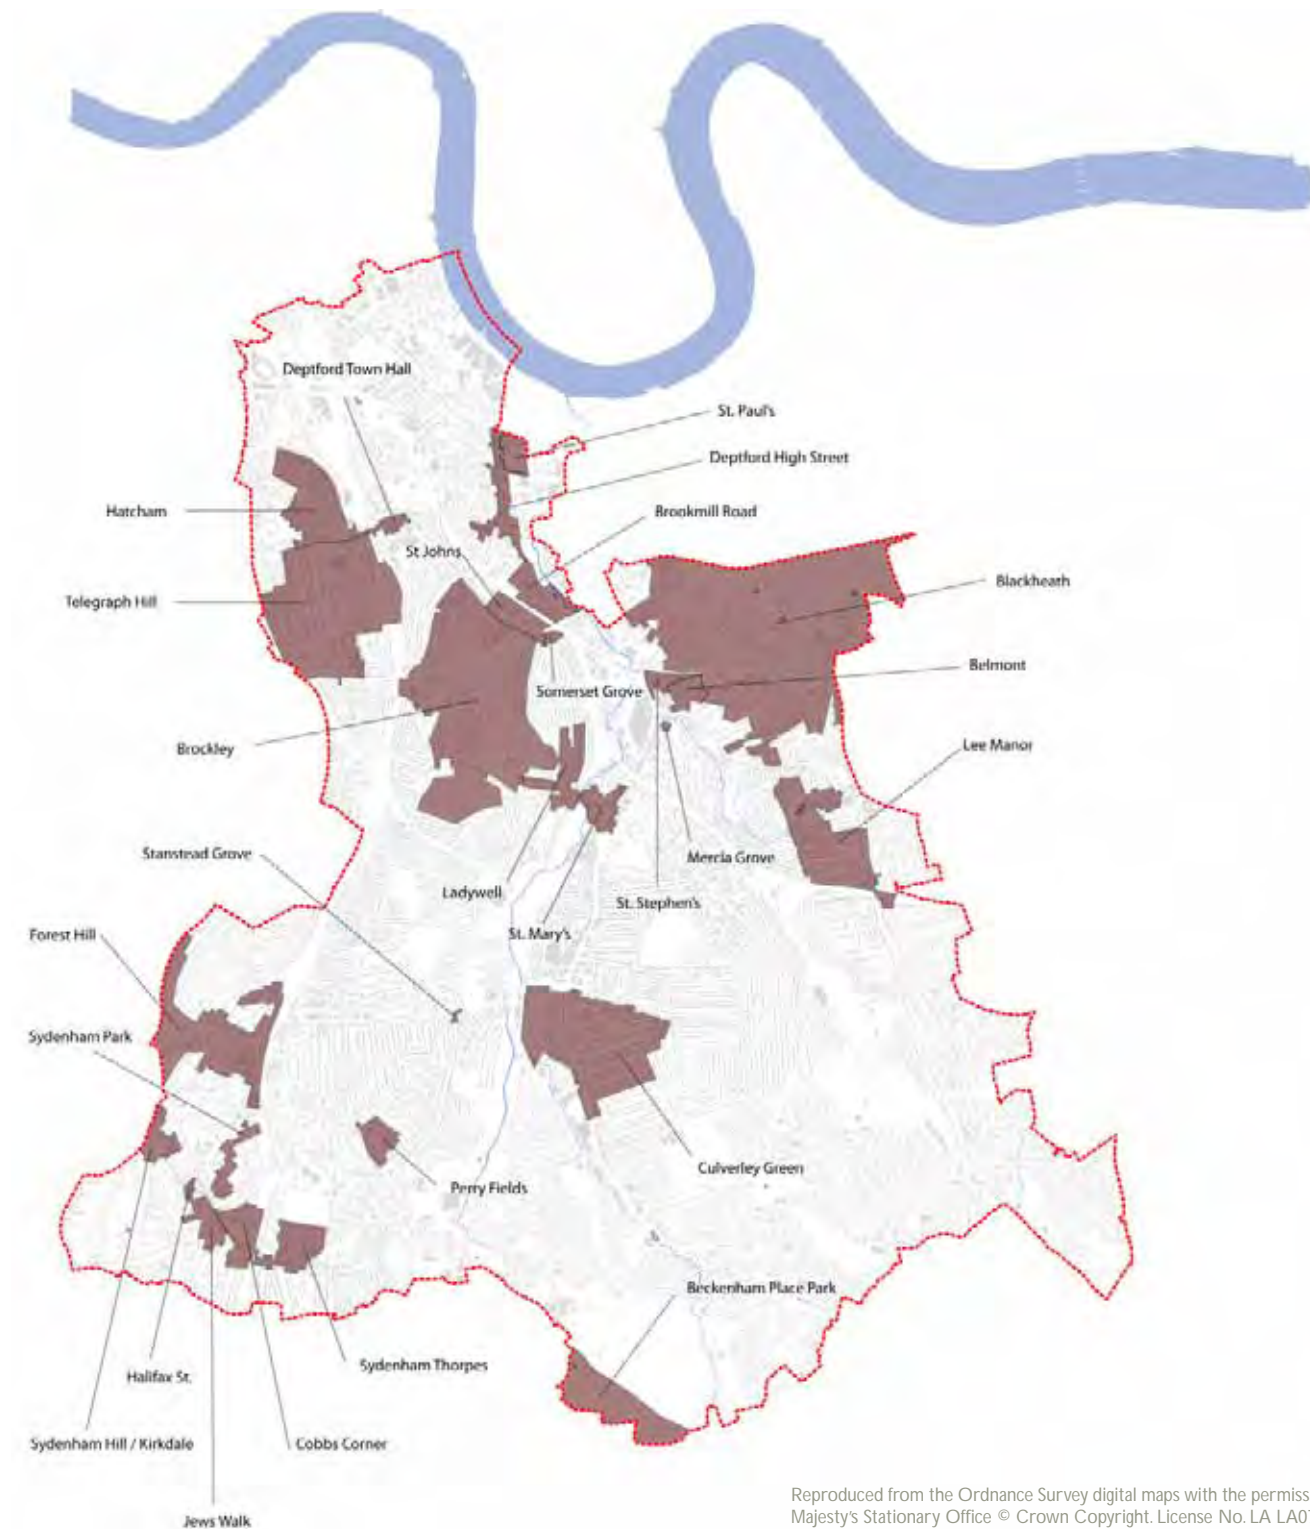 Deptford Town Hall
St. Paul's
Deptford High Street
Hatcham
Brookmill Road
St Johns
Blackheath
Telegraph Hill
Belmont
Somerset Grove
Brockley
Lee Manor
Stanstead Grove
Mercia Grove
Ladywell
St. Stephen's
Forest Hill
St. Mary's
Sydenham Park
Culverley Green
Perry Fields
Beckenham Place Park
Sydenham Thorpes
Halifax St.
Sydenham Hill / Kirkdale
Cobbs Corner
Jews Walk
Reproduced from the Ordnance Survey digital maps with the permiss
Majesty's Stationary Office © Crown Copyright. License No. LA LA0